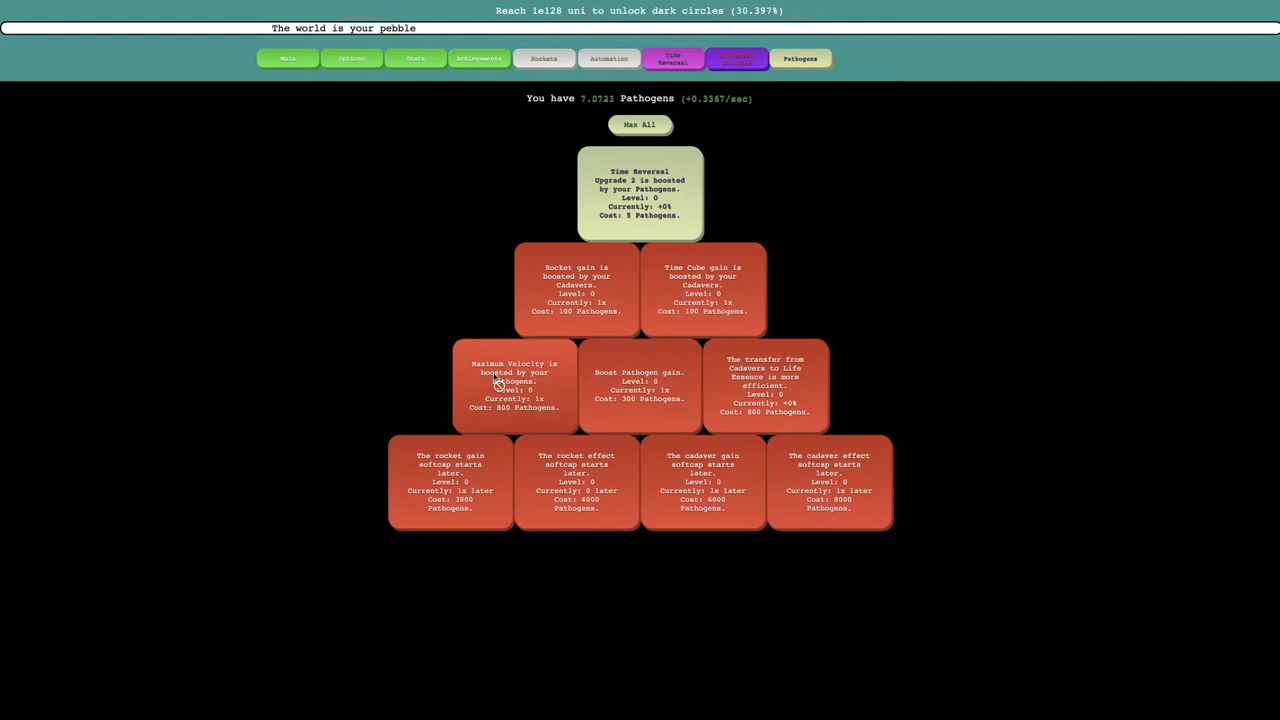 Reach 1e128 uni to unlock dark circles (30.397%)
The world is your pebble
Main
Options
Stats
Achievements
Rockets
Automation
Time
Reversal
Universal
Collapse
Pathogens
You have 7.0723 Pathogens (+0.3367/sec)
Max All
Time Reversal
Upgrade 2 is boosted
by your Pathogens.
Level: 0
Currently: +0%
Cost: 5 Pathogens.
Rocket gain is
boosted by your
Cadavers.
Level: 0
Currently: 1x
Cost: 100 Pathogens.
Time Cube gain is
boosted by your
Cadavers.
Level: 0
Currently: 1x
Cost: 100 Pathogens.
Maximum Velocity is
boosted by your
Pathogens.
Level: 0
Currently: 1x
Cost: 800 Pathogens.
Boost Pathogen gain.
Level: 0
Currently: 1x
Cost: 300 Pathogens.
The transfer from
Cadavers to Life
Essence is more
efficient.
Level: 0
Currently: +0%
Cost: 800 Pathogens.
The rocket gain
softcap starts
later.
Level: 0
Currently: 1x later
Cost: 3000
Pathogens.
The rocket effect
softcap starts
later.
Level: 0
Currently: 0 later
Cost: 4000
Pathogens.
The cadaver gain
softcap starts
later.
Level: 0
Currently: 1x later
Cost: 6000
Pathogens.
The cadaver effect
softcap starts
later.
Level: 0
Currently: 1x later
Cost: 8000
Pathogens.